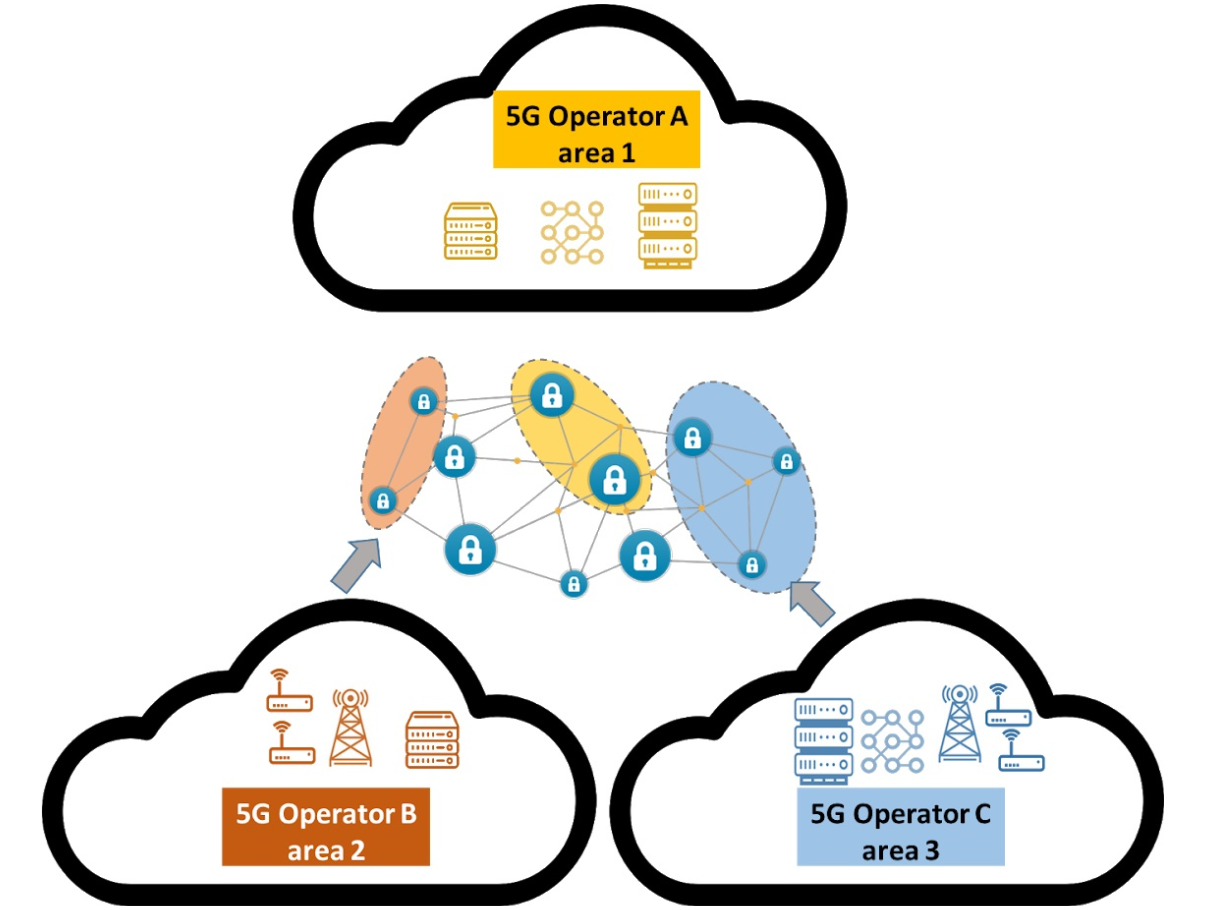 5G Operator A
area 1
5G Operator B
area 2
5G Operator C
area 3